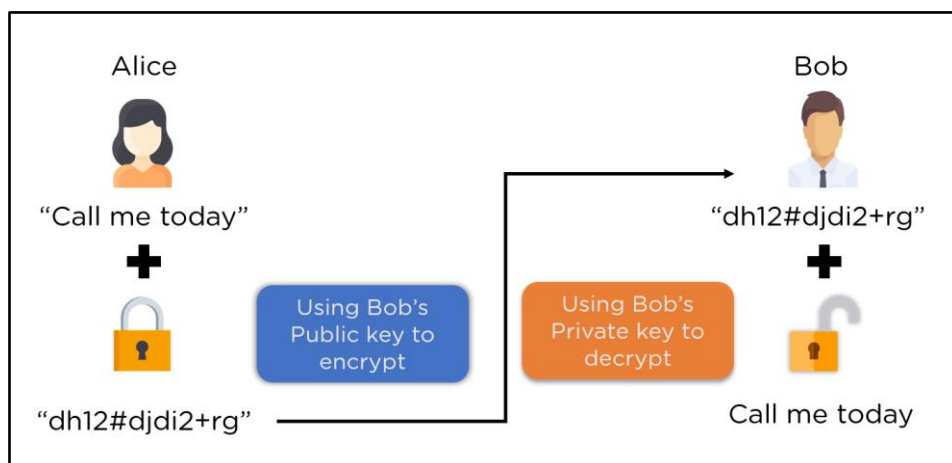 Alice
“Call me today”
Using Bob’s
Public key to
encrypt
“dh12#djdi2+rg”
Bob
“dh12#djdi2+rg”
Using Bob’s
Private key to
decrypt
Call me today